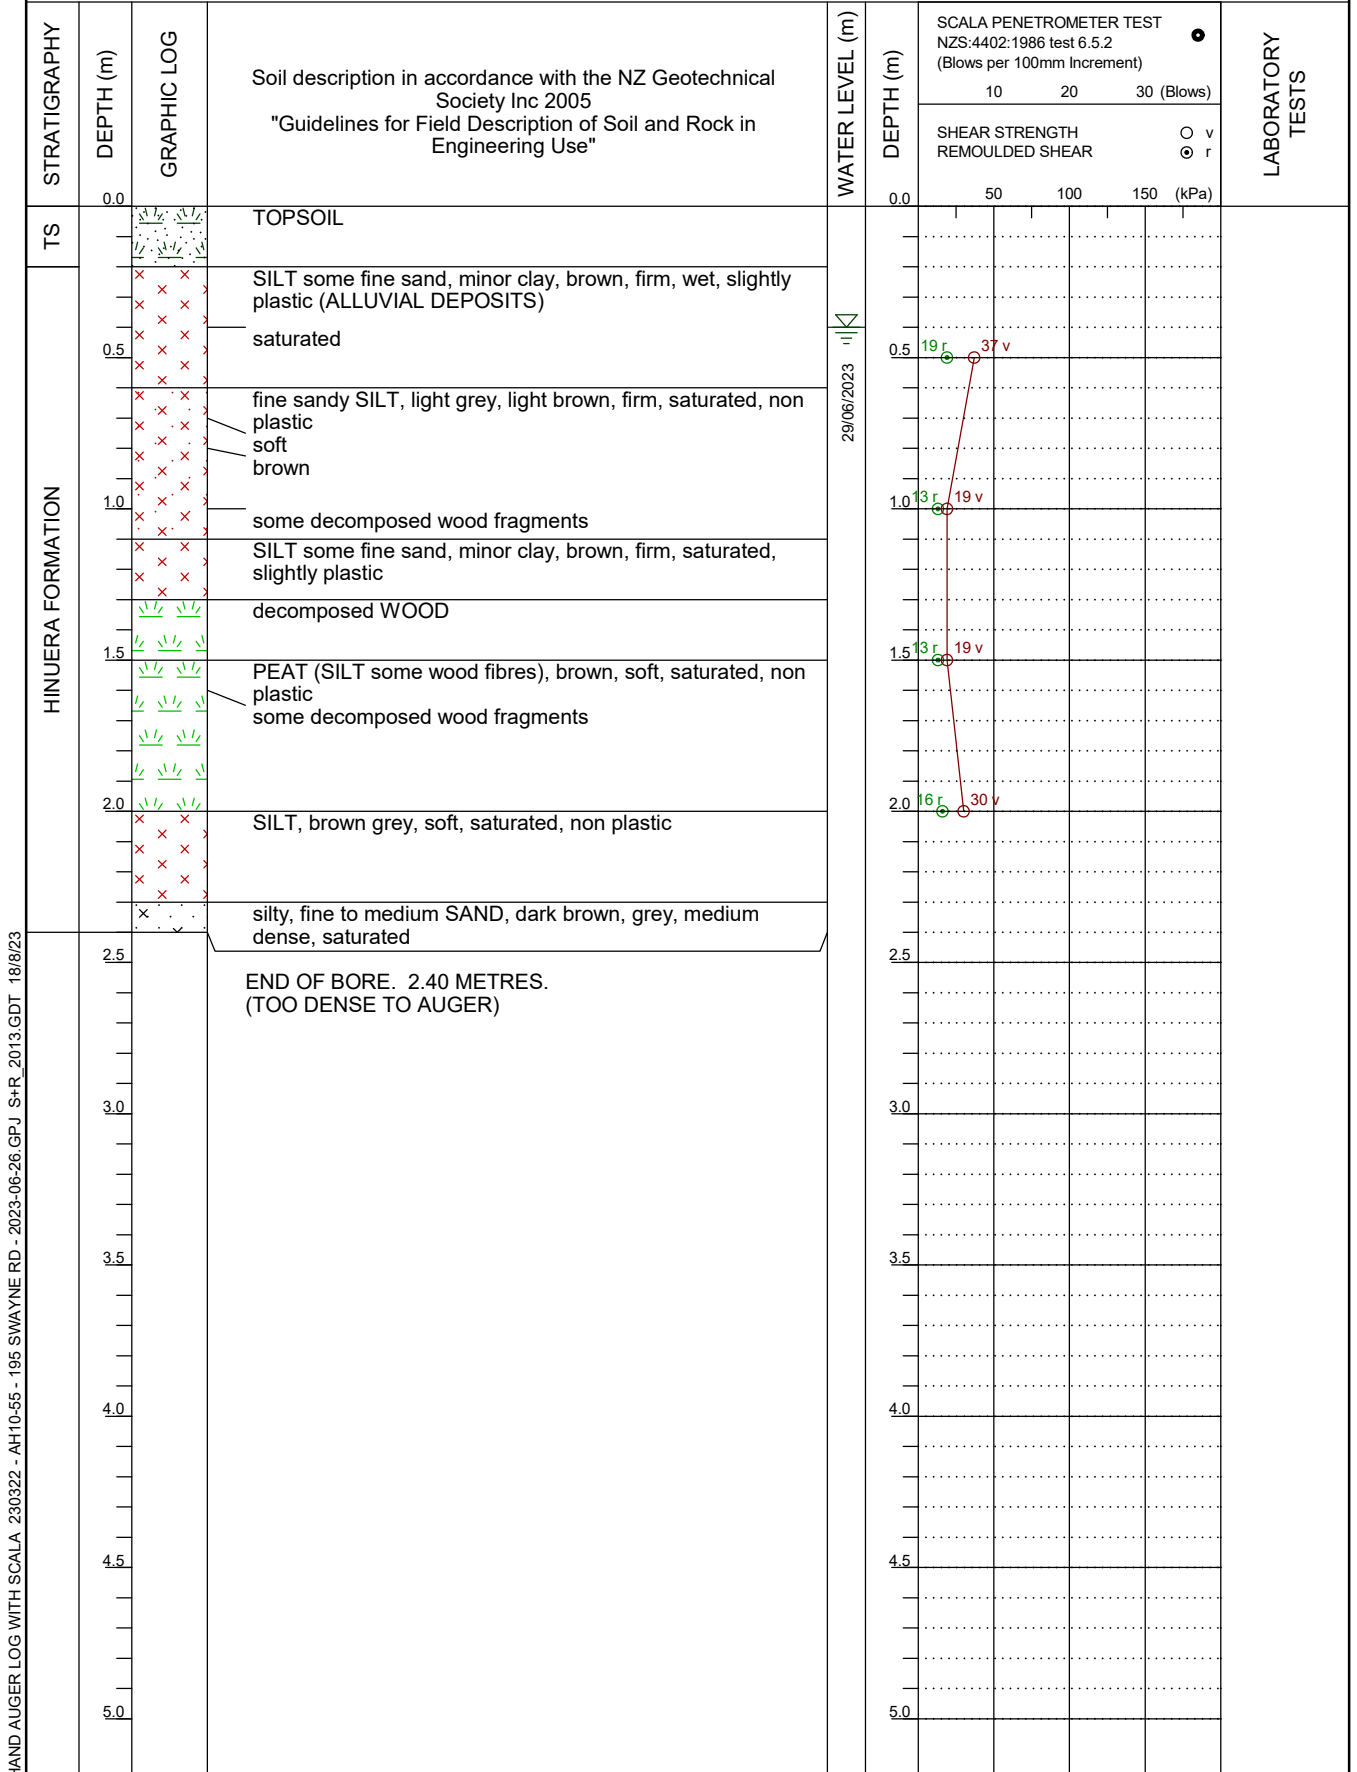 STRATIGRAPHY
DEPTH (m)
GRAPHIC LOG
Soil description in accordance with the NZ Geotechnical
Society Inc 2005
"Guidelines for Field Description of Soil and Rock in
Engineering Use"
WATER LEVEL (m)
DEPTH (m)
SCALA PENETROMETER TEST
NZS:4402:1986 test 6.5.2
(Blows per 100mm Increment)
10 20 30 (Blows)
SHEAR STRENGTH v
REMOULDED SHEAR r
50 100 150 (kPa)
LABORATORY
TESTS
0.0
0.0
TS
TOPSOIL
SILT some fine sand, minor clay, brown, firm, wet, slightly
plastic (ALLUVIAL DEPOSITS)
saturated
0.5
29/06/2023
0.5
19 r
37 v
fine sandy SILT, light grey, light brown, firm, saturated, non
plastic
soft
brown
HINUERA FORMATION
1.0
1.0
13 r
19 v
some decomposed wood fragments
SILT some fine sand, minor clay, brown, firm, saturated,
slightly plastic
decomposed WOOD
1.5
1.5
13 r
19 v
PEAT (SILT some wood fibres), brown, soft, saturated, non
plastic
some decomposed wood fragments
2.0
2.0
16 r
30 v
SILT, brown grey, soft, saturated, non plastic
silty, fine to medium SAND, dark brown, grey, medium
dense, saturated
2.5
2.5
END OF BORE. 2.40 METRES.
(TOO DENSE TO AUGER)
3.0
3.0
3.5
3.5
4.0
4.0
4.5
4.5
5.0
5.0
HAND AUGER LOG WITH SCALA 230322 - AH10-55 - 195 SWAYNE RD - 2023-06-26.GPJ S+R_2013.GDT 18/8/23